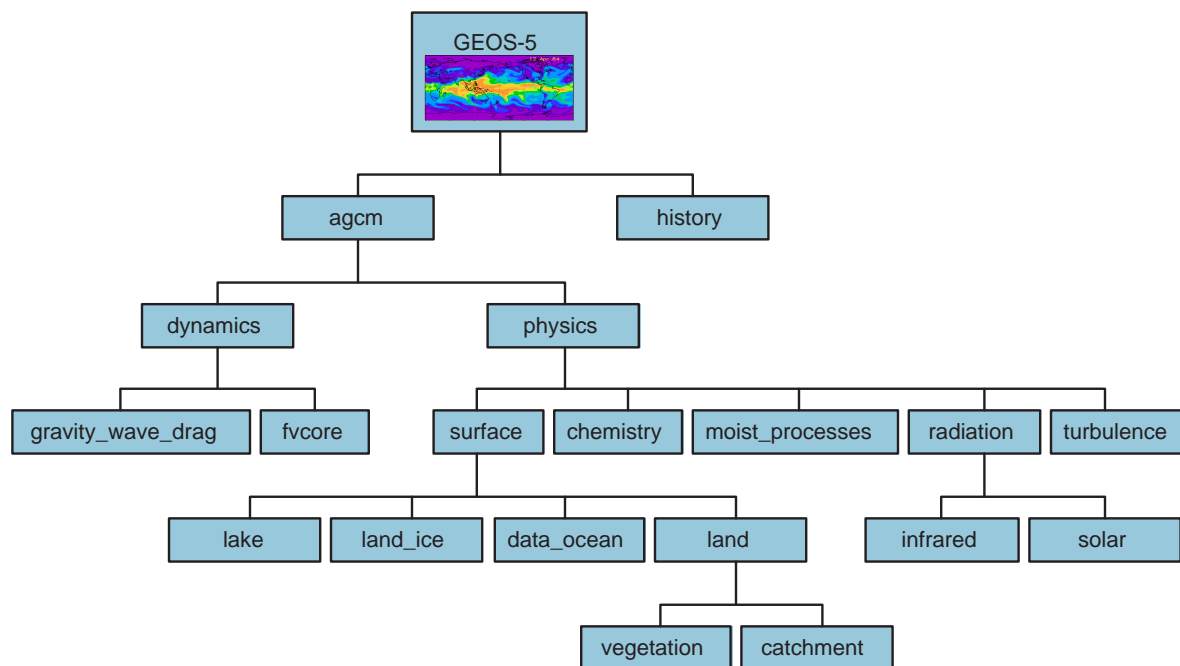 GEOS-5
agcm
history
dynamics
physics
gravity_wave_drag
fvcore
surface
chemistry
moist_processes
radiation
turbulence
lake
land_ice
data_ocean
land
infrared
solar
vegetation
catchment